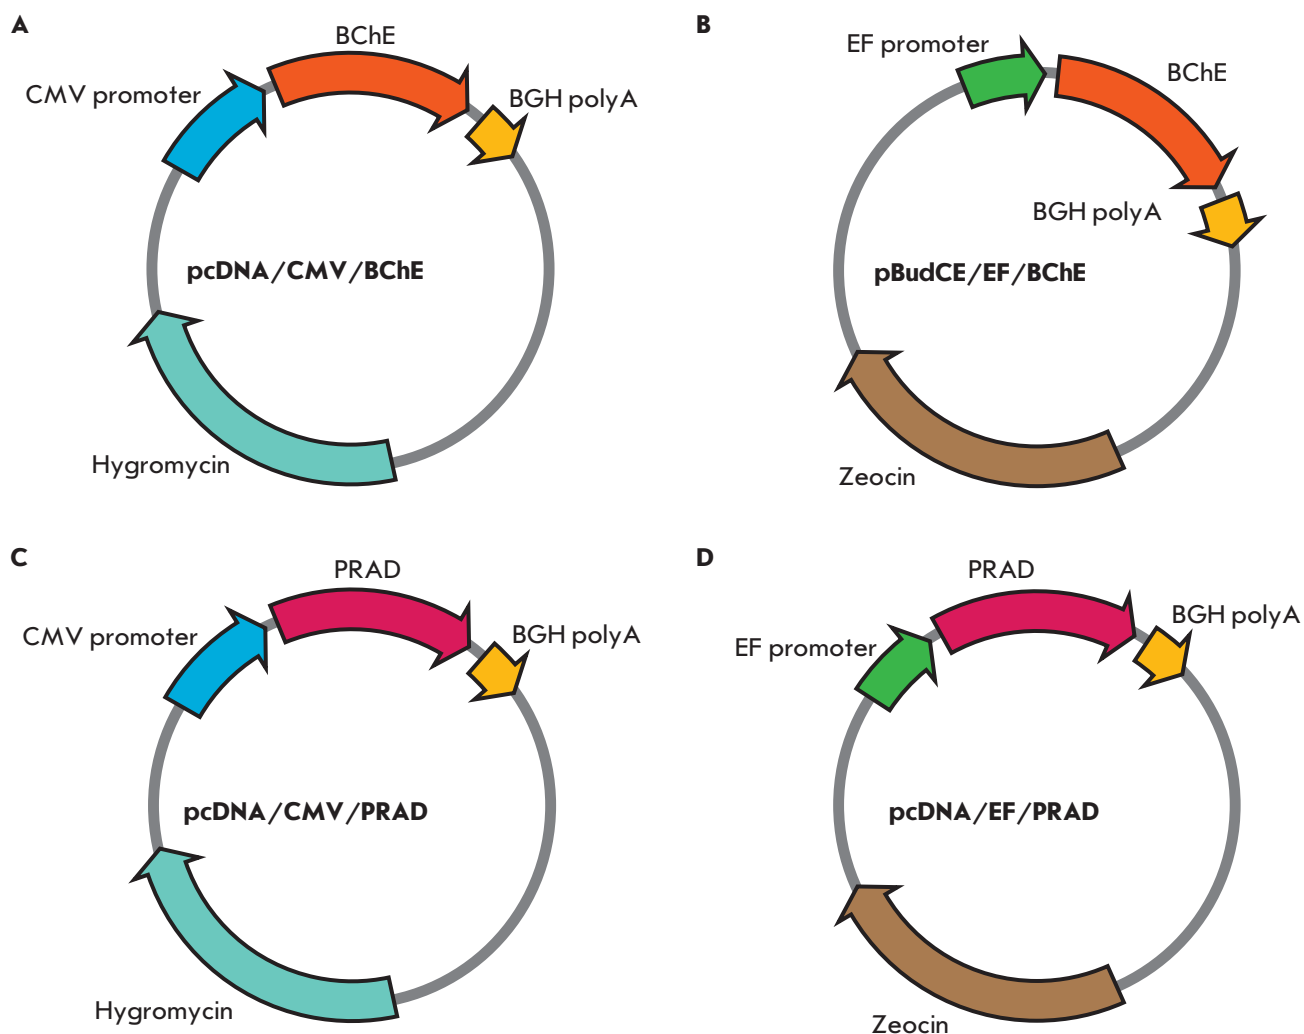 A
BChE
CMV promoter
BGH polyA
pcDNA/CMV/BChE
Hygromycin
B
EF promoter
BChE
BGH polyA
pBudCE/EF/BChE
Zeocin
C
PRAD
CMV promoter
BGH polyA
pcDNA/CMV/PRAD
Hygromycin
D
PRAD
BGH polyA
EF promoter
pcDNA/EF/PRAD
Zeocin